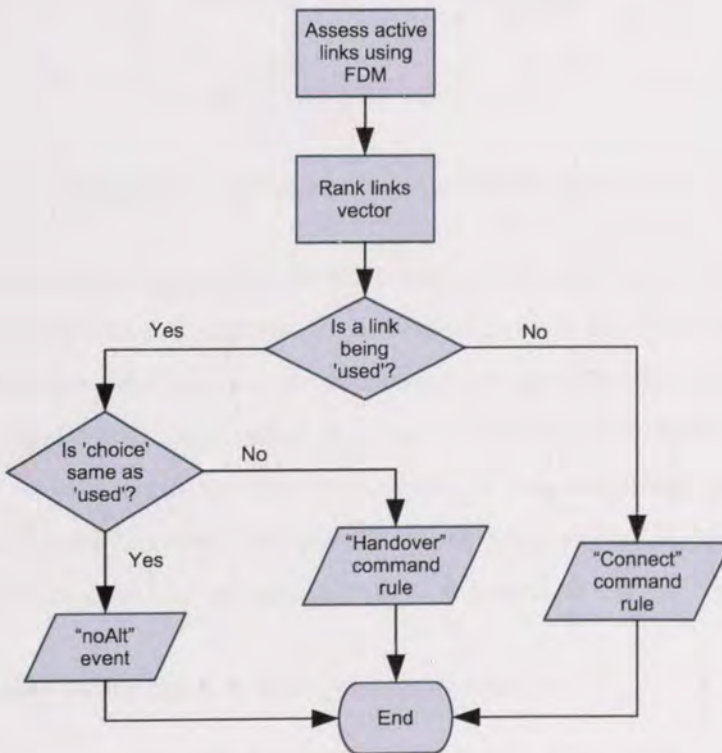 Assess active
links using
FDM
Rank links
vector
Is a link
being
'used'?
Yes
No
Is 'choice'
same as
'used'?
No
Yes
“Handover”
command
rule
“Connect”
command
rule
“noAlt”
event
End